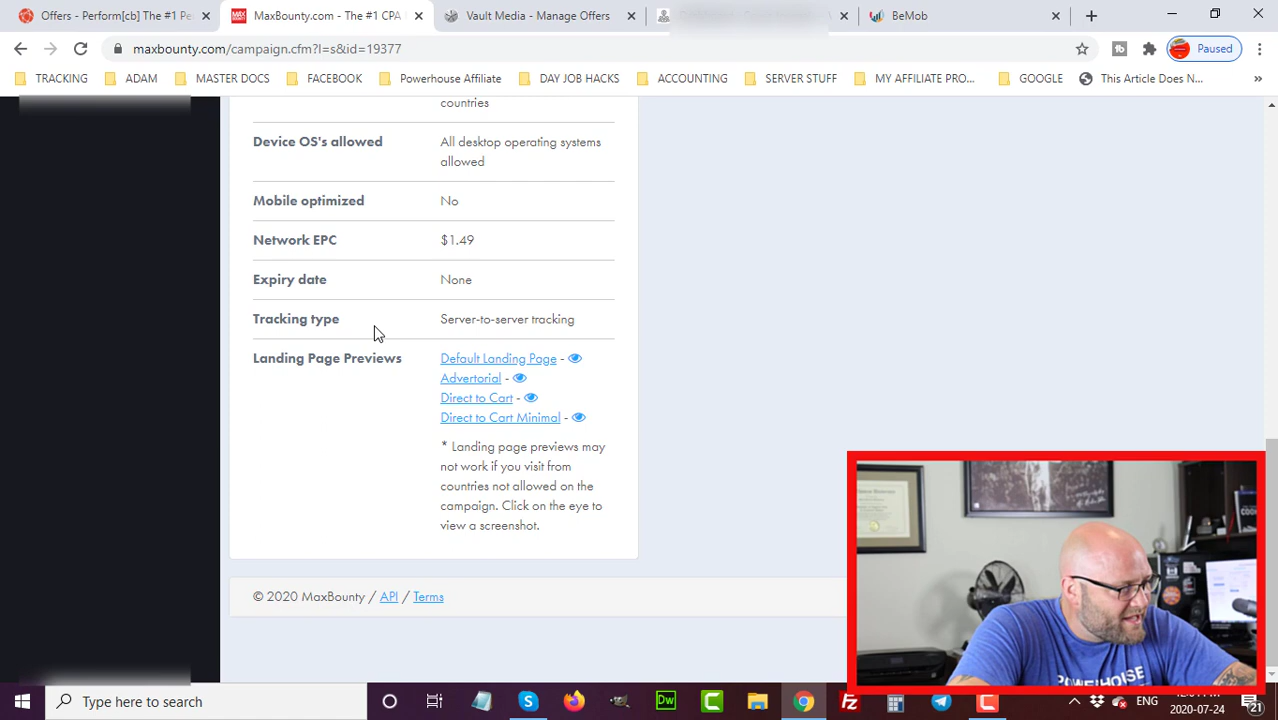 Offers - Perform[cb] | The #1 Pe
MaxBounty.com - The #1 CPA
Vault Media - Manage Offers
BeMob
maxbounty.com/campaign.cfm?l=s&id=19377
Paused
TRACKING
ADAM
MASTER DOCS
FACEBOOK
Powerhouse Affiliate
DAY JOB HACKS
ACCOUNTING
SERVER STUFF
MY AFFILIATE PRO...
GOOGLE
This Article Does N...
countries
Device OS's allowed
All desktop operating systems
allowed
Mobile optimized
No
Network EPC
$1.49
Expiry date
None
Tracking type
Server-to-server tracking
Landing Page Previews
Default Landing Page -
Advertorial -
Direct to Cart -
Direct to Cart Minimal -
* Landing page previews may
not work if you visit from
countries not allowed on the
campaign. Click on the eye to
view a screenshot.
© 2020 MaxBounty / API / Terms
Type here to search
ENG
2020-07-24
21